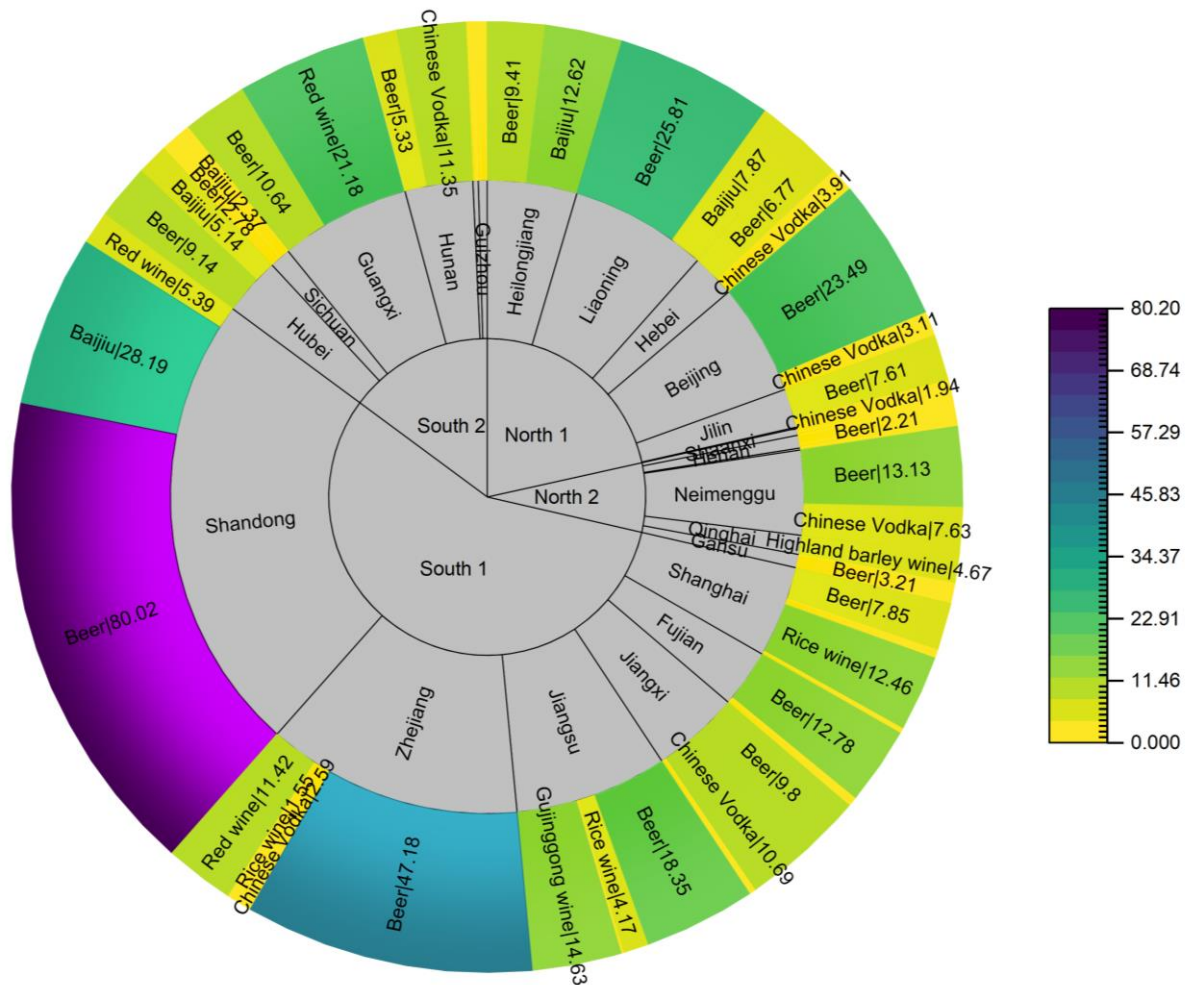 North 1
North 2
South 1
South 2
Heilongjiang
Liaoning
Hebei
Beijing
Jilin
Shaanxi
Henan
Neimenggu
Qinghai
Gansu
Shanghai
Fujian
Jiangxi
Jiangsu
Zhejiang
Shandong
Hubei
Sichuan
Guangxi
Hunan
Guizhou
Beer|9.41
Baijiu|12.62
Beer|25.81
Baijiu|7.87
Beer|6.77
Chinese Vodka|3.91
Beer|23.49
Chinese Vodka|3.11
Beer|7.61
Chinese Vodka|1.94
Beer|2.21
Beer|13.13
Chinese Vodka|7.63
Highland barley wine|4.67
Beer|3.21
Beer|7.85
Rice wine|12.46
Beer|12.78
Beer|9.8
Chinese Vodka|10.69
Beer|18.35
Rice wine|4.17
Gujinggong wine|14.63
Beer|47.18
Chinese Vodka|2.59
Rice wine|1.55
Red wine|11.42
Beer|80.02
Baijiu|28.19
Red wine|5.39
Beer|9.14
Baijiu|5.14
Beer|2.78
Baijiu|2.37
Beer|10.64
Red wine|21.18
Beer|5.33
Chinese Vodka|11.35
80.20
68.74
57.29
45.83
34.37
22.91
11.46
0.000